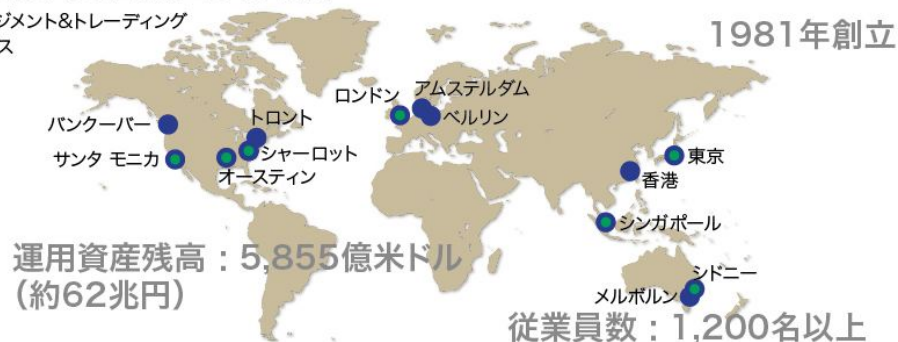 ジメント&トレーディング
ス
1981年創立
ロンドン
アムステルダム
ベルリン
バンクーバー
トロント
サンタ モニカ
シャーロット
オースティン
東京
香港
シンガポール
運用資産残高：5,855億米ドル
(約62兆円)
シドニー
メルボルン
従業員数：1,200名以上